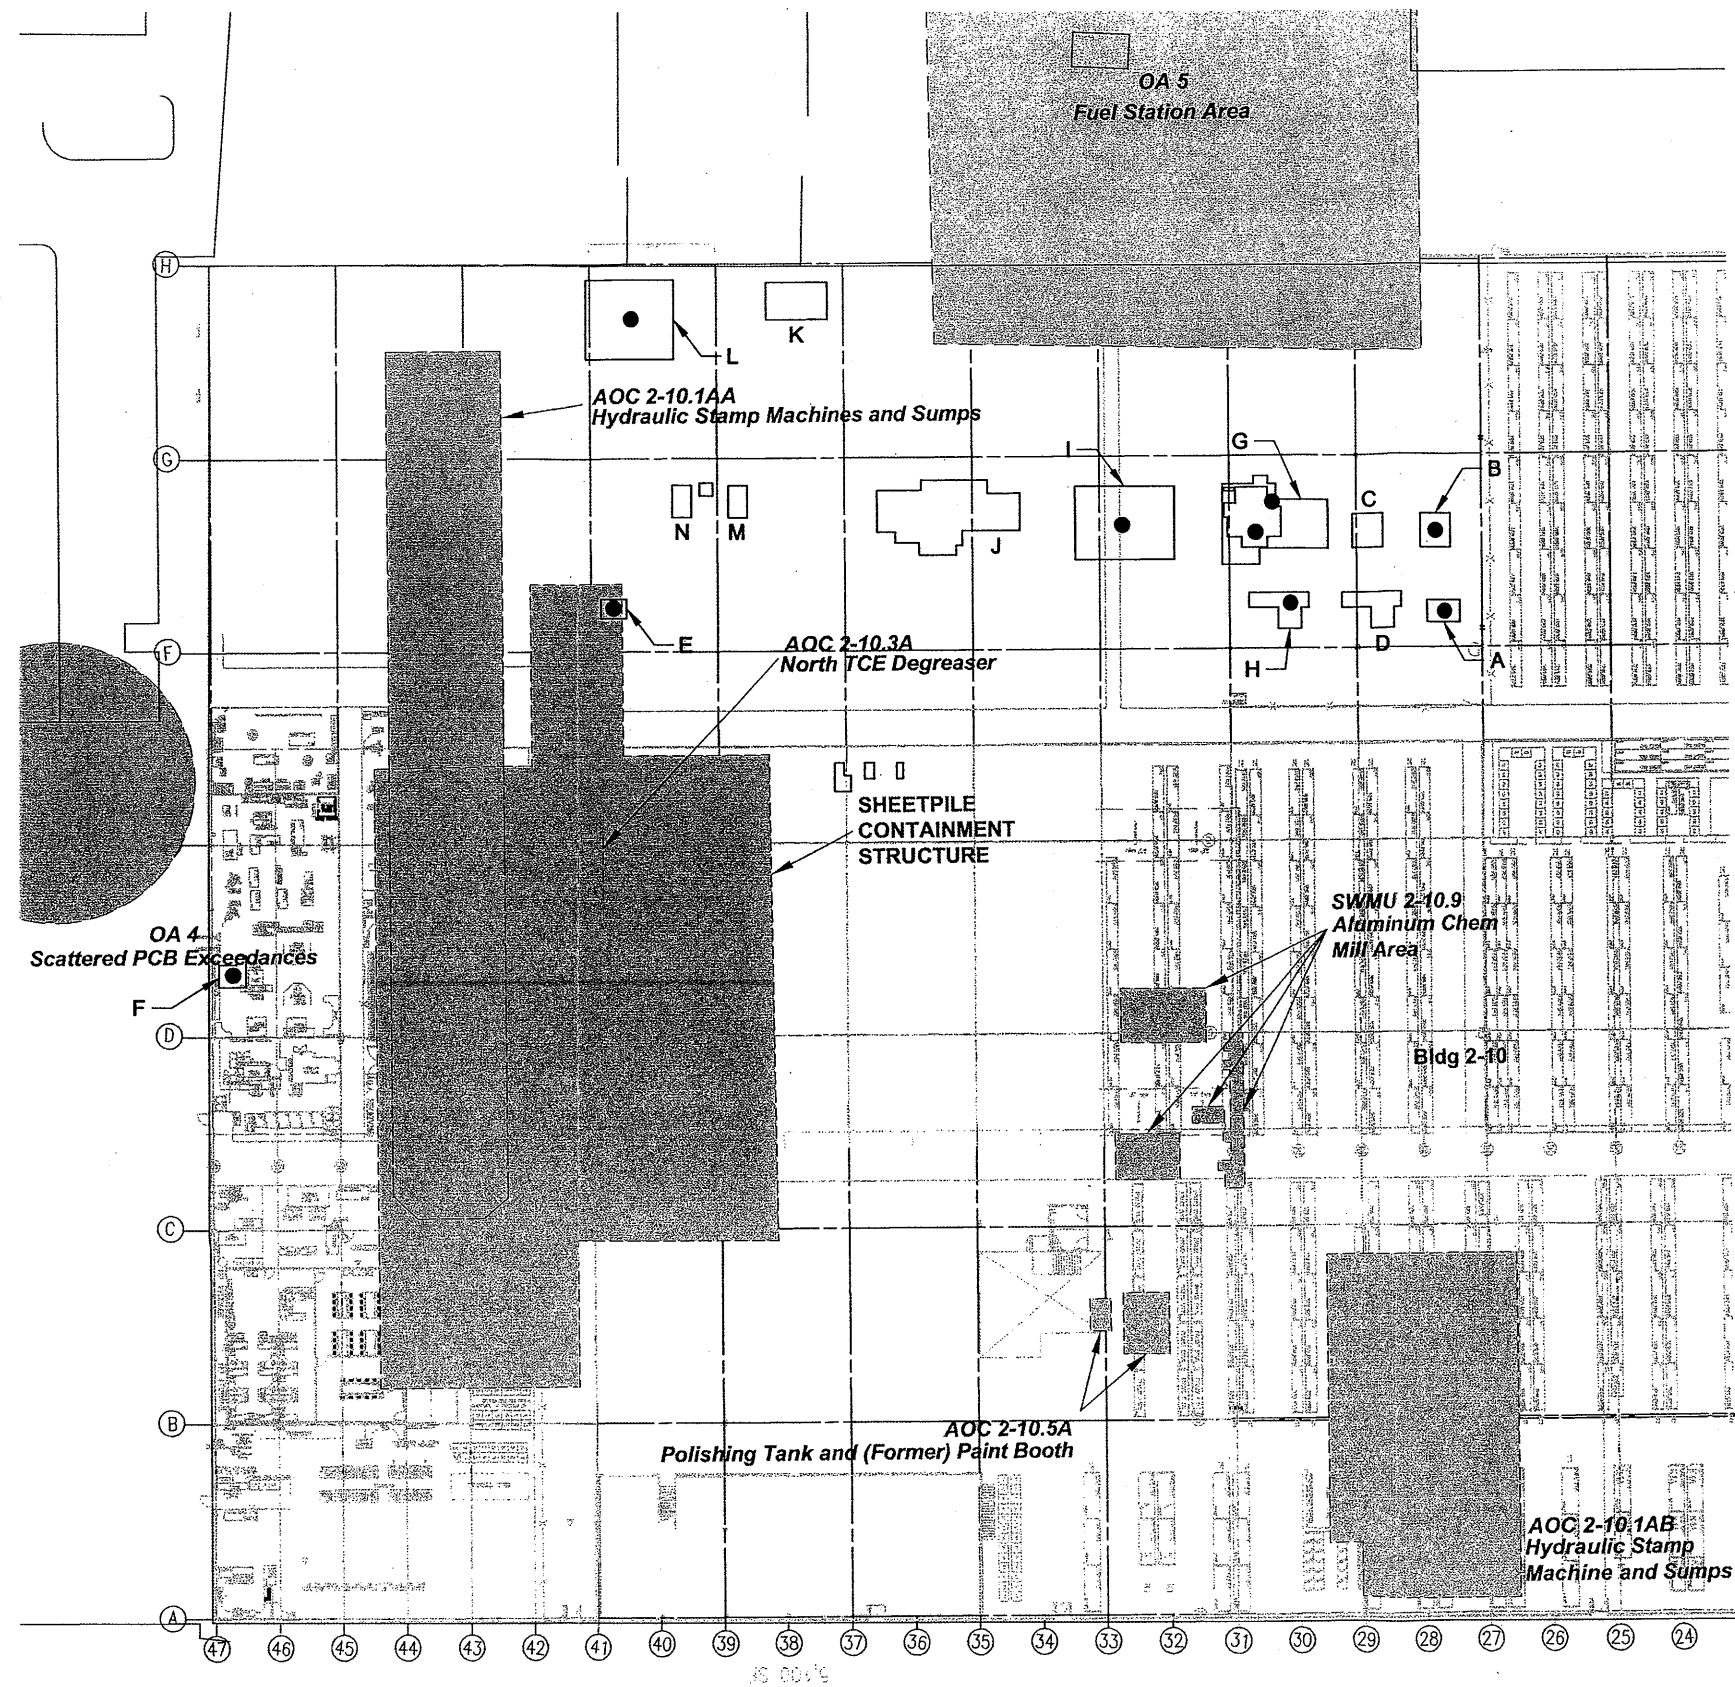 OA 5
Fuel Station Area
H
K
L
AOC 2-10.1AA
Hydraulic Stamp Machines and Sumps
G
I
G
B
C
N
M
J
E
F
AOC 2-10.3A
North TCE Degreaser
H
D
A
SHEETPILE
CONTAINMENT
STRUCTURE
SWMU 2-10.9
Aluminum Chem
Mill Area
OA 4
Scattered PCB Exceedances
F
D
Bldg 2-10
C
B
AOC 2-10.5A
Polishing Tank and (Former) Paint Booth
AOC 2-10.1AB
Hydraulic Stamp
Machine and Sumps
A
47 46 45 44 43 42 41 40 39 38 37 36 35 34 33 32 31 30 29 28 27 26 25 24
5,100 SF